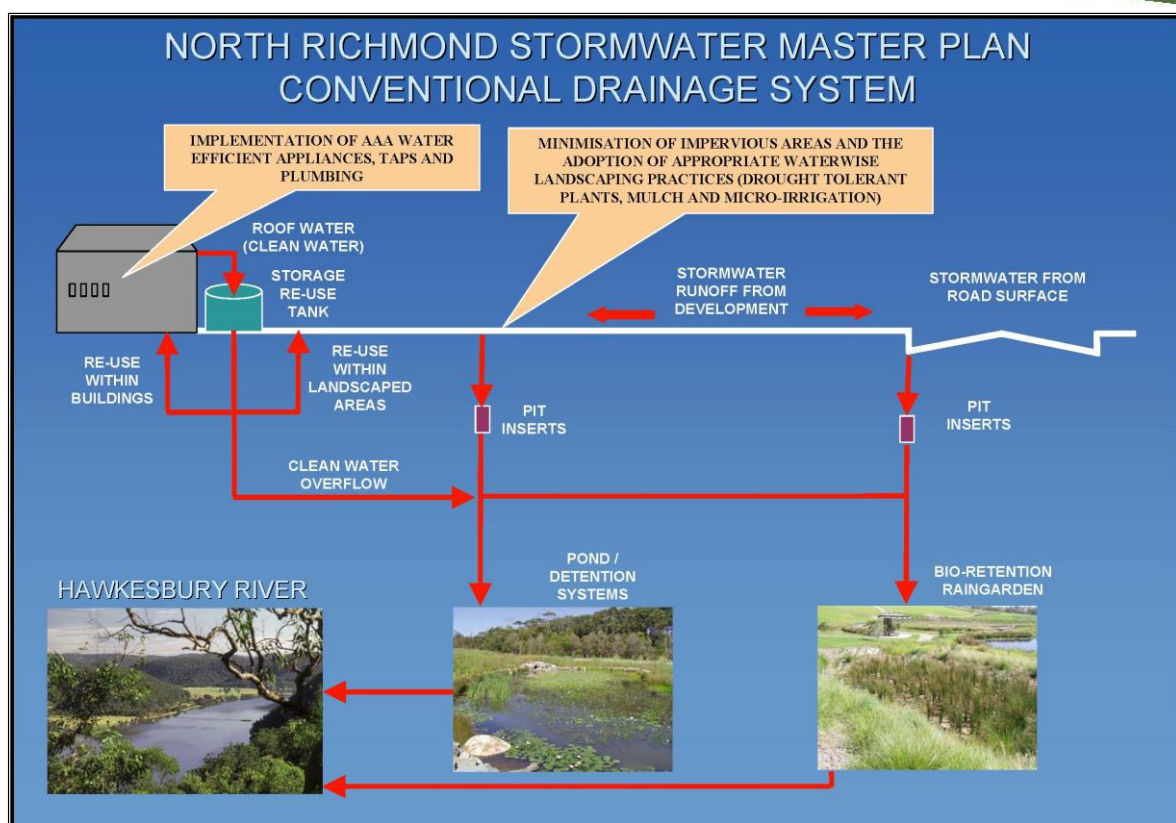 NORTH RICHMOND STORMWATER MASTER PLAN
CONVENTIONAL DRAINAGE SYSTEM
IMPLEMENTATION OF AAA WATER
EFFICIENT APPLIANCES, TAPS AND
PLUMBING
MINIMISATION OF IMPERVIOUS AREAS AND THE
ADOPTION OF APPROPRIATE WATERWISE
LANDSCAPING PRACTICES (DROUGHT TOLERANT
PLANTS, MULCH AND MICRO-IRRIGATION)
ROOF WATER
(CLEAN WATER)
STORAGE
RE-USE
TANK
STORMWATER
RUNOFF FROM
DEVELOPMENT
STORMWATER FROM
ROAD SURFACE
RE-USE
WITHIN
BUILDINGS
RE-USE
WITHIN
LANDSCAPED
AREAS
PIT
INSERTS
PIT
INSERTS
CLEAN WATER
OVERFLOW
HAWKESBURY RIVER
POND /
DETENTION
SYSTEMS
BIO-RETENTION
RAINGARDEN